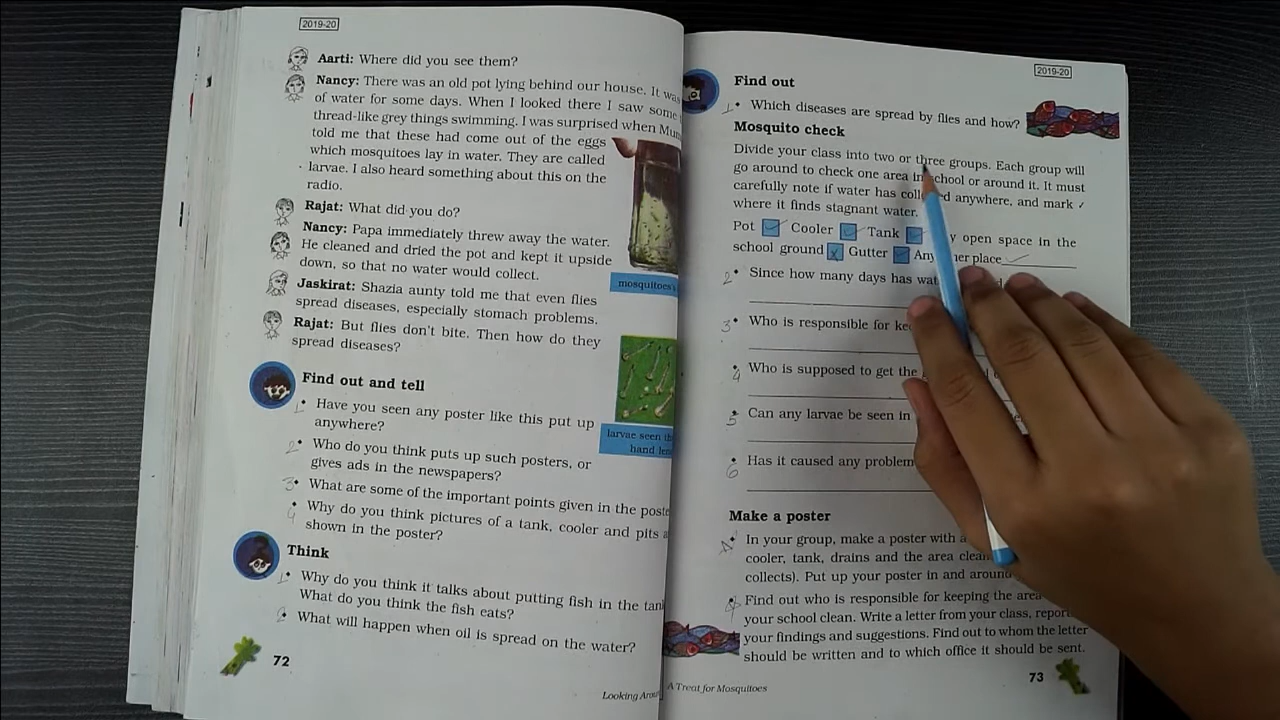 2019-20
Aarti: Where did you see them?
Nancy: There was an old pot lying behind our house. It was
of water for some days. When I looked there I saw some
thread-like grey things swimming. I was surprised when
told me that these had come out of the eggs
which mosquitoes lay in water. They are called
larvae. I also heard something about this on the
radio.
Rajat: What did you do?
Nancy: Papa immediately threw away the water.
He cleaned and dried the pot and kept it upside
down, so that no water would collect.
Jaskirat: Shazia aunty told me that even flies
spread diseases, especially stomach problems.
Rajat: But flies don't bite. Then how do they
spread diseases?
mosquitoes
larvae seen
hand
Find out and tell
1 • Have you seen any poster like this put up
anywhere?
2 • Who do you think puts up such posters, or
gives ads in the newspapers?
3 • What are some of the important points given in the
4 • Why do you think pictures of a tank, cooler and pits
shown in the poster?
Think
1 • Why do you think it talks about putting fish in the
What do you think the fish eats?
2 • What will happen when oil is spread on the water?
72
Looking
2019-20
Find out
1 • Which diseases are spread by flies and how?
Mosquito check
Divide your class into two or three groups. Each group will
go around to check one area in school or around it. It must
carefully note if water has anywhere, and mark ✓
where it finds stagnant water.
Pot Cooler Tank open space in the
school ground Gutter place
2 • Since how many days has
3 • Who is responsible for
4 • Who is supposed to get the
5 • Can any larvae be seen in
6 • Has it caused any
Make a poster
• In your group, make a poster with a
cooler, tank, drains and the area
collects). Put up your poster in and around
• Find out who is responsible for keeping the area
your school clean. Write a letter from your class,
your findings and suggestions. Find out to whom the letter
should be written and to which office it should be sent.
A Treat for Mosquitoes
73